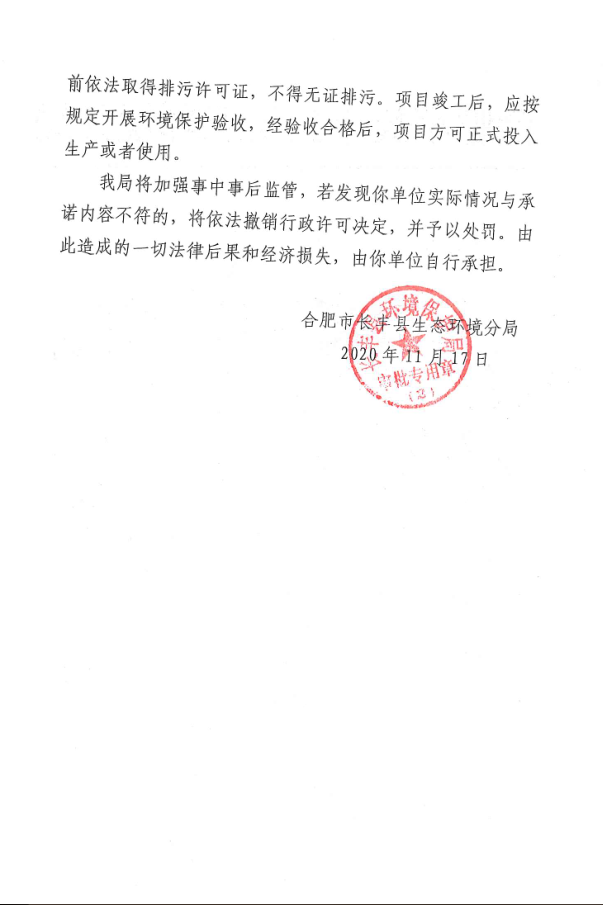 前依法取得排污许可证，不得无证排污。项目竣工后，应按
规定开展环境保护验收，经验收合格后，项目方可正式投入
生产或者使用。
我局将加强事中事后监管，若发现你单位实际情况与承
诺内容不符的，将依法撤销行政许可决定，并予以处罚。由
此造成的一切法律后果和经济损失，由你单位自行承担。
合肥市长丰县生态环境分局
2020年11月17日
长丰县环境保护局
审批专用章